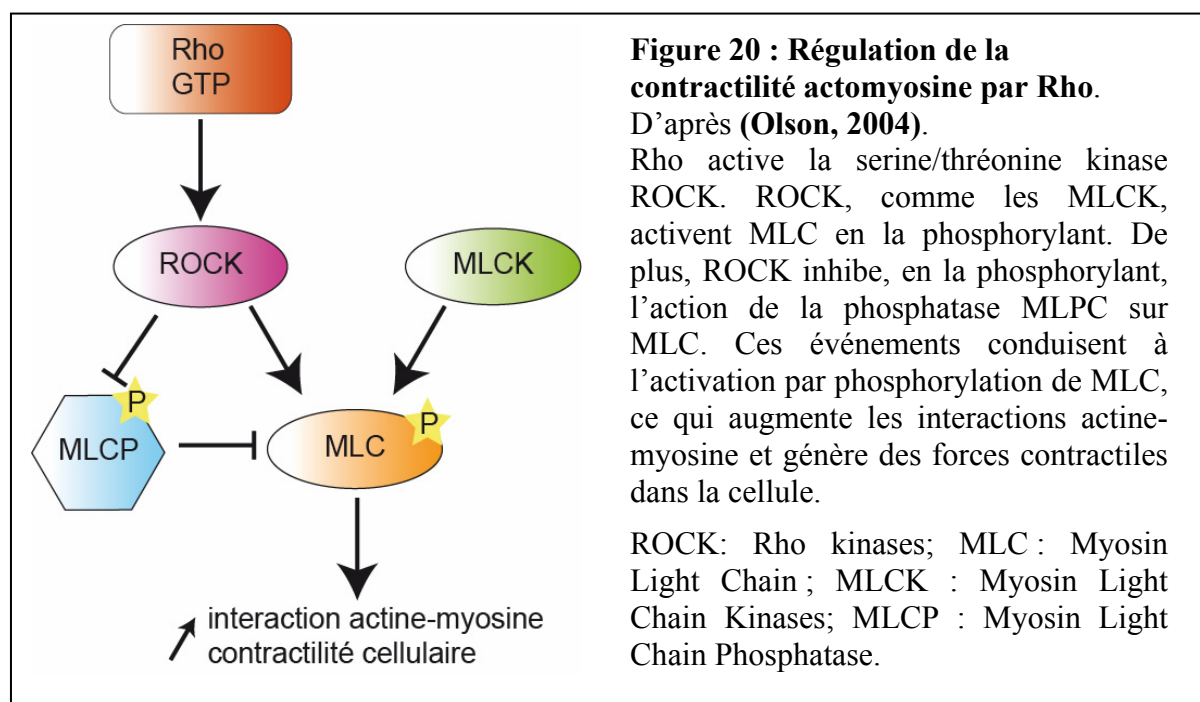 Rho
GTP
ROCK
MLCK
P
MLCP
MLC
P
interaction actine-myosine
contractilité cellulaire
Figure 20 : Régulation de la
contractilité actomyosine par Rho.
D’après (Olson, 2004).
Rho active la serine/thréonine kinase
ROCK. ROCK, comme les MLCK,
activent MLC en la phosphorylant. De
plus, ROCK inhibe, en la phosphorylant,
l’action de la phosphatase MLPC sur
MLC. Ces événements conduisent à
l’activation par phosphorylation de MLC,
ce qui augmente les interactions actine-
myosine et génère des forces contractiles
dans la cellule.
ROCK: Rho kinases; MLC : Myosin
Light Chain ; MLCK : Myosin Light
Chain Kinases; MLCP : Myosin Light
Chain Phosphatase.